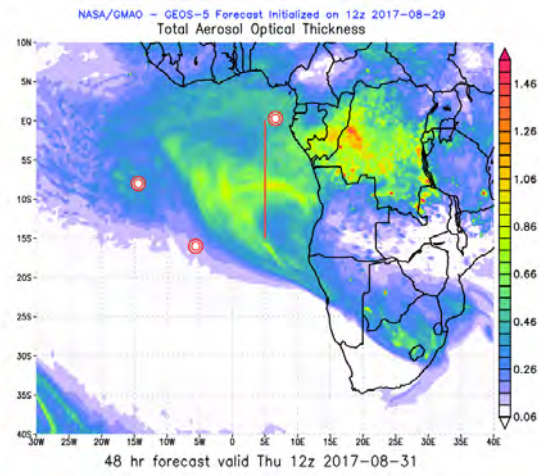 NASA/GMAO - GEOS-5 Forecast Initialized on 12z 2017-08-29
Total Aerosol Optical Thickness
10N
5N
EQ
5S
10S
15S
20S
25S
30S
35S
40S
30W 25W 20W 15W 10W 5W 0 5E 10E 15E 20E 25E 30E 35E 40E
1.46
1.26
1.06
0.86
0.66
0.46
0.26
0.06
48 hr forecast valid Thu 12z 2017-08-31